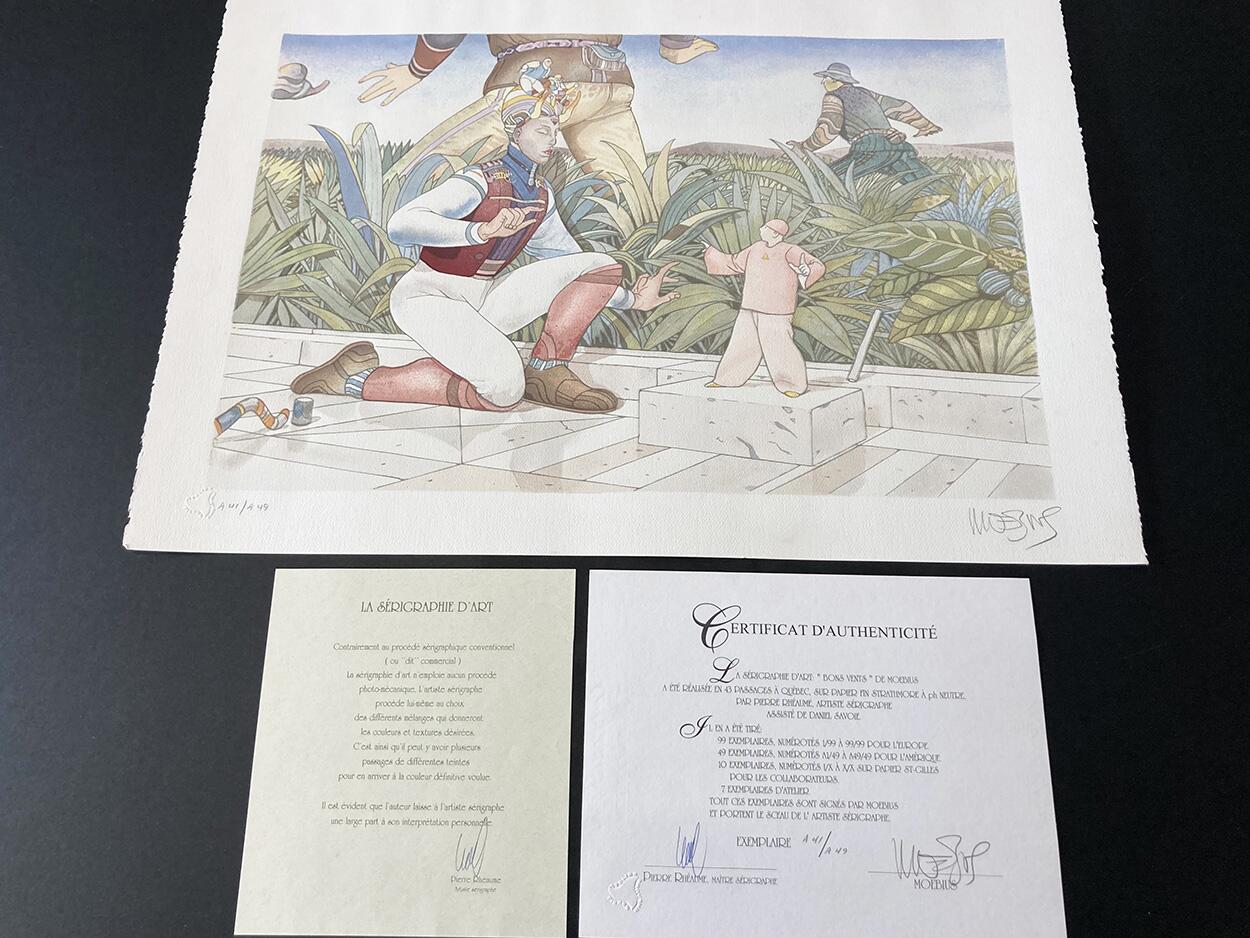 A 41/A 49
MOEBIUS
LA SÉRIGRAPHIE D'ART
Contrairement au procédé sérigraphique conventionnel
( ou "dit" commercial )
La sérigraphie d'art n'emploie aucun procédé
photo-mécanique. L'artiste sérigraphe
procède lui-même au choix
des différents mélanges qui donneront
les couleurs et textures désirées.
C'est ainsi qu'il peut y avoir plusieurs
passages de différentes teintes
pour en arriver à la couleur définitive voulue.
Il est évident que l'auteur laisse à l'artiste sérigraphe
une large part à son interprétation personnelle.
Pierre Rhéaume
Maître sérigraphe
CERTIFICAT D'AUTHENTICITÉ
LA SÉRIGRAPHIE D'ART: " BONS VENTS " DE MOEBIUS
A ÉTÉ RÉALISÉE EN 43 PASSAGES À QUÉBEC, SUR PAPIER FIN STRATHMORE À ph NEUTRE,
PAR PIERRE RHÉAUME, ARTISTE SÉRIGRAPHE
ASSISTÉ DE DANIEL SAVOIE
IL EN A ÉTÉ TIRÉ:
99 EXEMPLAIRES, NUMÉROTÉS 1/99 À 99/99 POUR L'EUROPE
49 EXEMPLAIRES, NUMÉROTÉS A1/49 À A49/49 POUR L'AMÉRIQUE
10 EXEMPLAIRES, NUMÉROTÉS I/X À X/X SUR PAPIER ST-GILLES
POUR LES COLLABORATEURS.
7 EXEMPLAIRES D'ATELIER
TOUT CES EXEMPLAIRES SONT SIGNÉS PAR MOEBIUS
ET PORTENT LE SCEAU DE L' ARTISTE SÉRIGRAPHE.
EXEMPLAIRE A 41/A 49
MOEBIUS
PIERRE RHÉAUME, MAÎTRE SÉRIGRAPHE
MOEBIUS